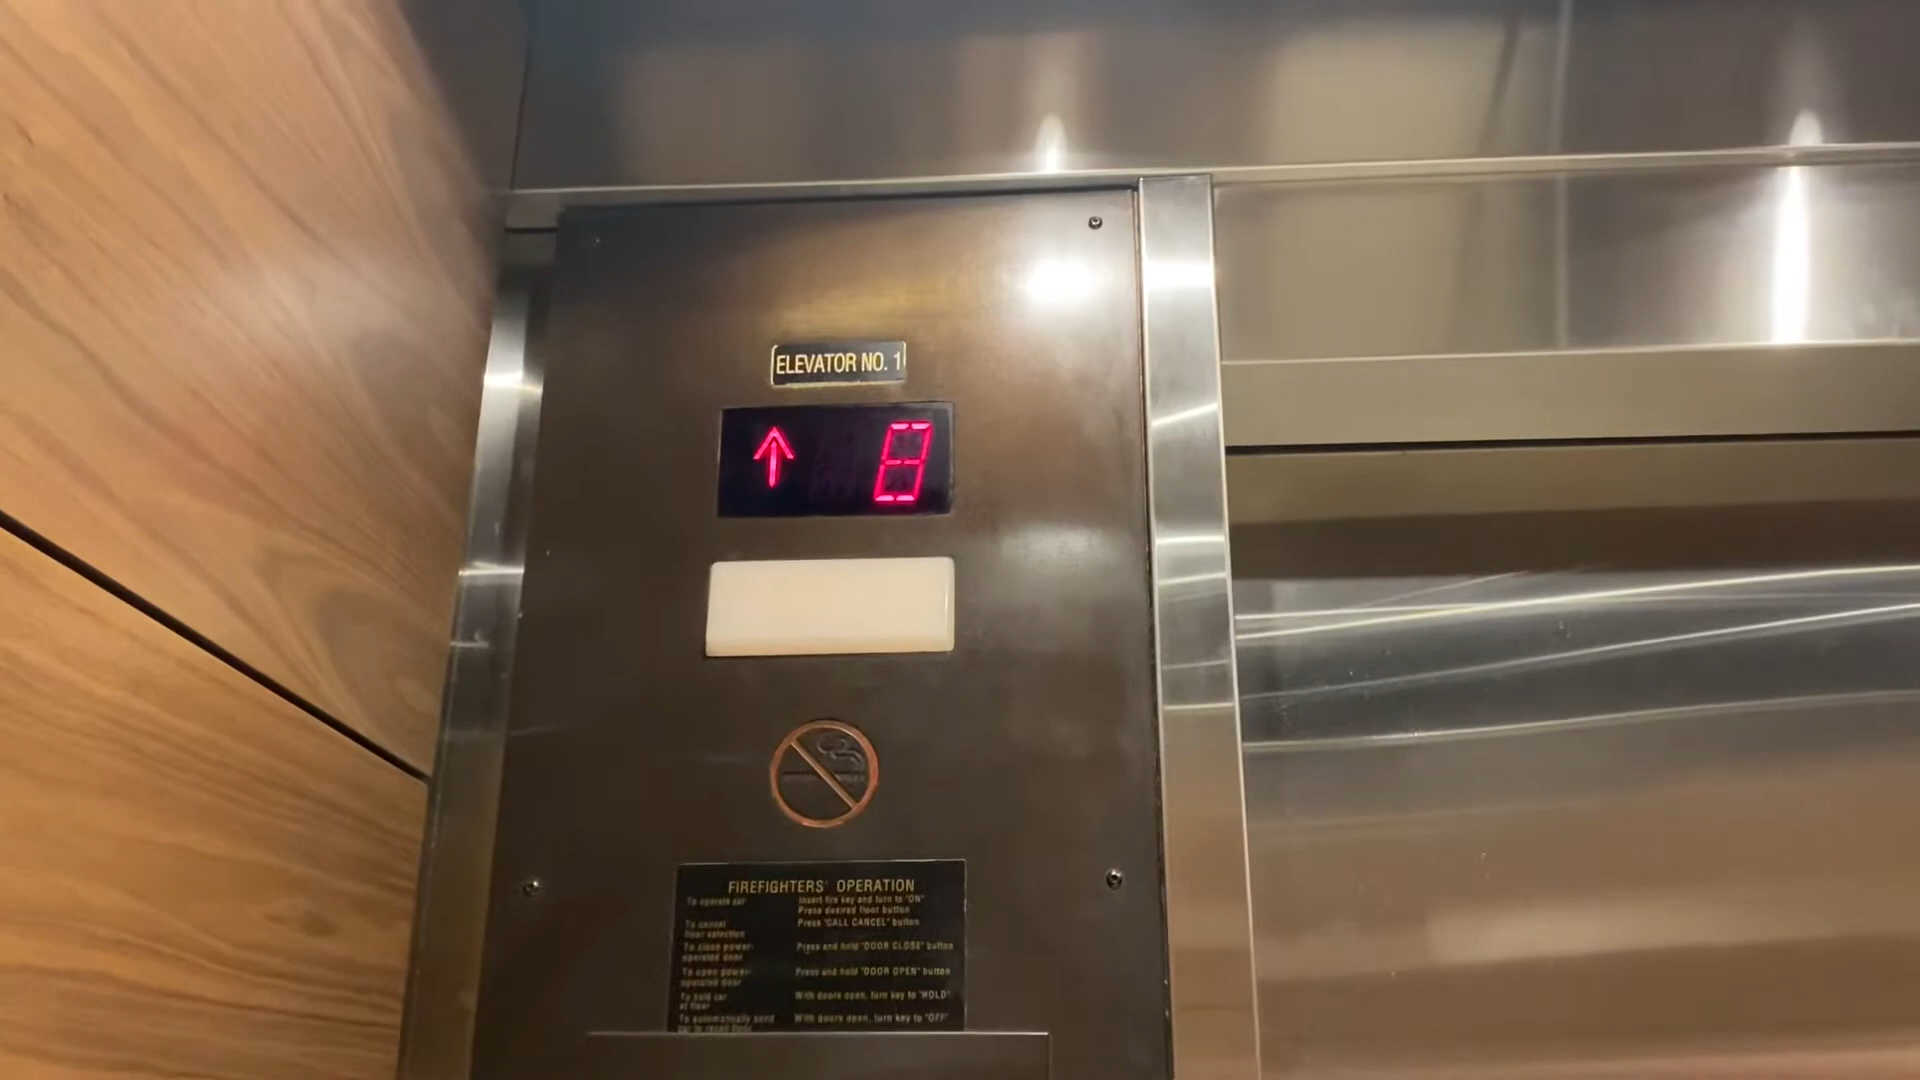 ELEVATOR NO. 1
↑ 8
FIREFIGHTERS' OPERATION
To operate car Insert fire key and turn to "ON"
Press desired floor button
To cancel Press "CALL CANCEL" button
floor selection
To close power- Press and hold "DOOR CLOSE" button
operated door
To open power- Press and hold "DOOR OPEN" button
operated door
To hold car With doors open, turn key to "HOLD"
at floor
To automatically send With doors open, turn key to "OFF"
car to recall floor